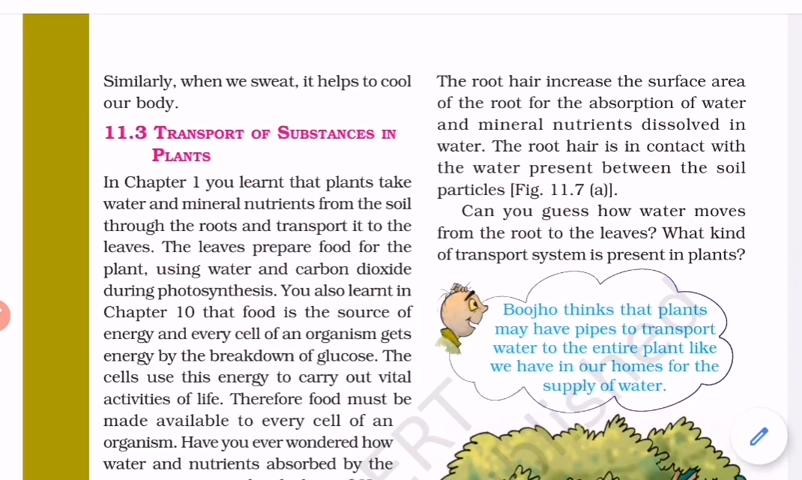 Similarly, when we sweat, it helps to cool
our body.
11.3 TRANSPORT OF SUBSTANCES IN
PLANTS
In Chapter 1 you learnt that plants take
water and mineral nutrients from the soil
through the roots and transport it to the
leaves. The leaves prepare food for the
plant, using water and carbon dioxide
during photosynthesis. You also learnt in
Chapter 10 that food is the source of
energy and every cell of an organism gets
energy by the breakdown of glucose. The
cells use this energy to carry out vital
activities of life. Therefore food must be
made available to every cell of an
organism. Have you ever wondered how
water and nutrients absorbed by the
The root hair increase the surface area
of the root for the absorption of water
and mineral nutrients dissolved in
water. The root hair is in contact with
the water present between the soil
particles [Fig. 11.7 (a)].
Can you guess how water moves
from the root to the leaves? What kind
of transport system is present in plants?
Boojho thinks that plants
may have pipes to transport
water to the entire plant like
we have in our homes for the
supply of water.